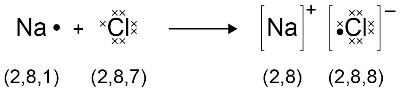 Na • + ×Cl ⟶ [Na]⁺ [•Cl]⁻
(2,8,1) (2,8,7) (2,8) (2,8,8)